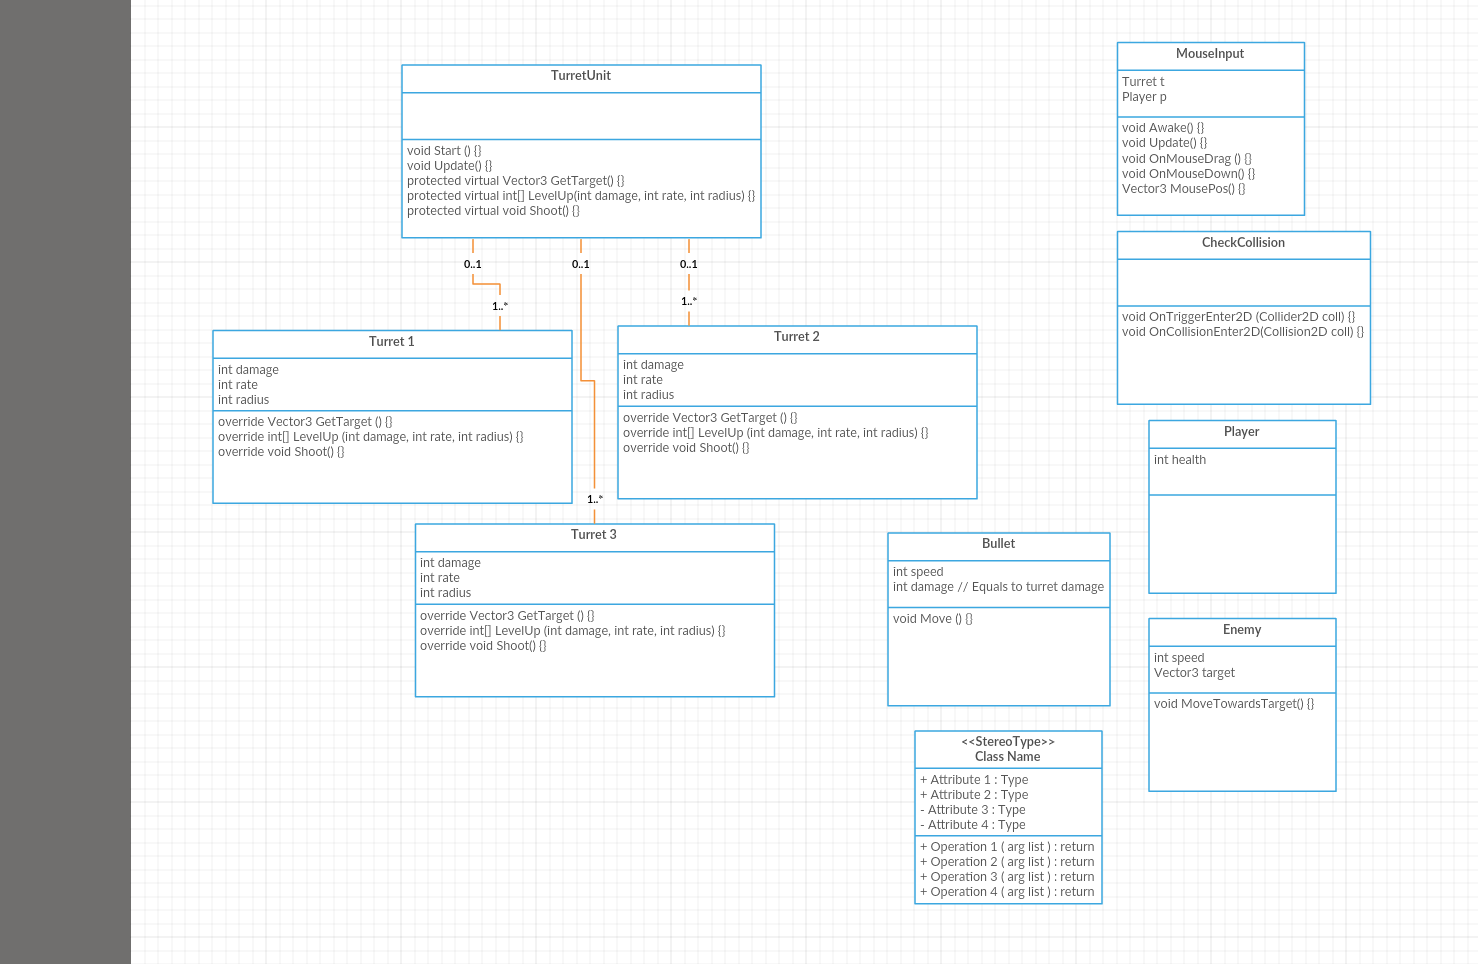 TurretUnit
void Start () {}
void Update() {}
protected virtual Vector3 GetTarget() {}
protected virtual int[] LevelUp(int damage, int rate, int radius) {}
protected virtual void Shoot() {}
0..1
0..1
0..1
1..*
1..*
1..*
Turret 1
int damage
int rate
int radius
override Vector3 GetTarget () {}
override int[] LevelUp (int damage, int rate, int radius) {}
override void Shoot() {}
Turret 2
int damage
int rate
int radius
override Vector3 GetTarget () {}
override int[] LevelUp (int damage, int rate, int radius) {}
override void Shoot() {}
Turret 3
int damage
int rate
int radius
override Vector3 GetTarget () {}
override int[] LevelUp (int damage, int rate, int radius) {}
override void Shoot() {}
MouseInput
Turret t
Player p
void Awake() {}
void Update() {}
void OnMouseDrag () {}
void OnMouseDown() {}
Vector3 MousePos() {}
CheckCollision
void OnTriggerEnter2D (Collider2D coll) {}
void OnCollisionEnter2D(Collision2D coll) {}
Player
int health
Bullet
int speed
int damage // Equals to turret damage
void Move () {}
Enemy
int speed
Vector3 target
void MoveTowardsTarget() {}
<<StereoType>>
Class Name
+ Attribute 1 : Type
+ Attribute 2 : Type
- Attribute 3 : Type
- Attribute 4 : Type
+ Operation 1 ( arg list ) : return
+ Operation 2 ( arg list ) : return
+ Operation 3 ( arg list ) : return
+ Operation 4 ( arg list ) : return